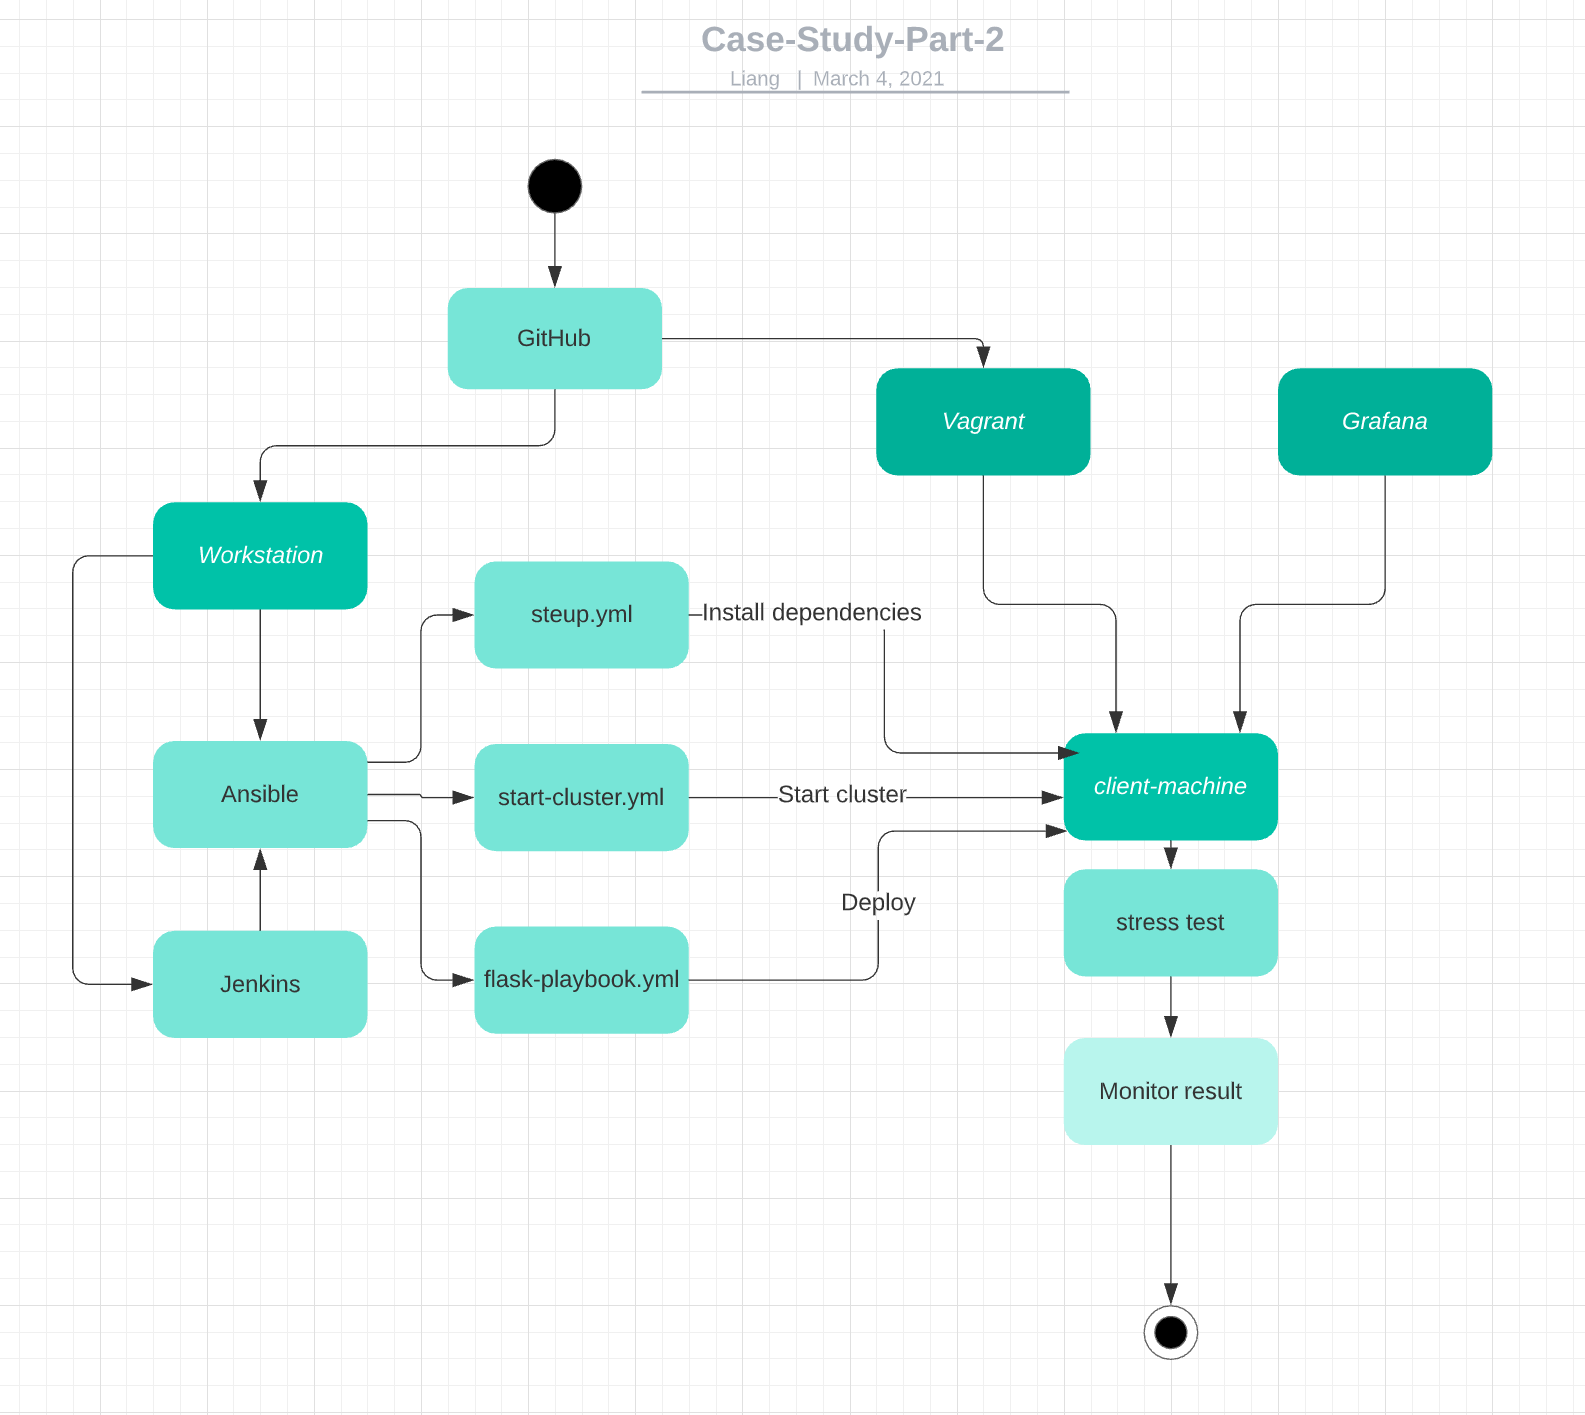 Case-Study-Part-2
Liang | March 4, 2021
GitHub
Vagrant
Grafana
Workstation
steup.yml
Install dependencies
Ansible
start-cluster.yml
Start cluster
client-machine
Deploy
stress test
Jenkins
flask-playbook.yml
Monitor result